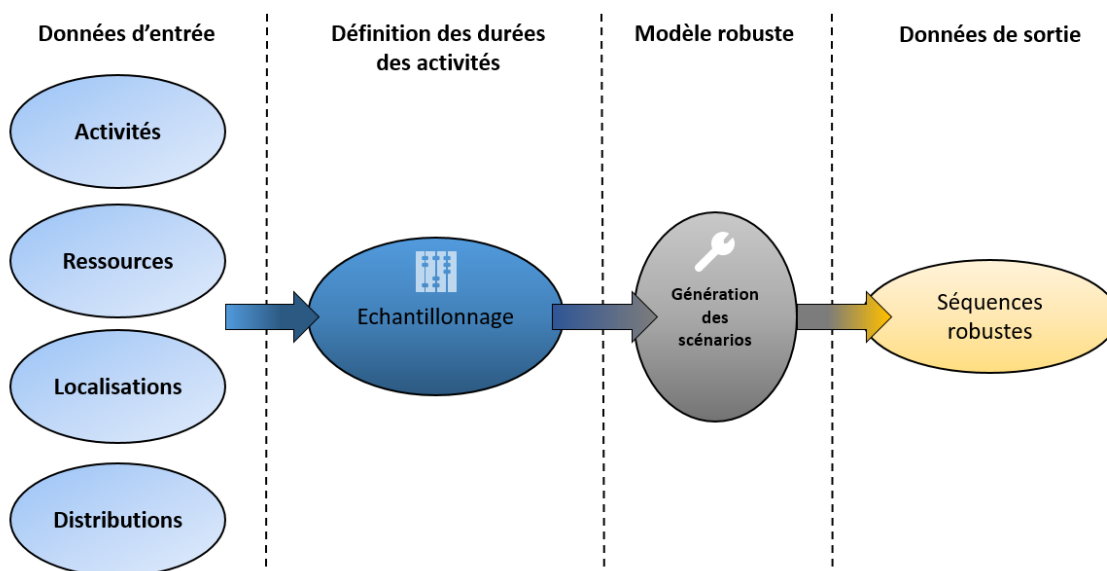 Données d'entrée
Définition des durées
des activités
Modèle robuste
Données de sortie
Activités
Ressources
Localisations
Distributions
Echantillonnage
Génération
des
scénarios
Séquences
robustes